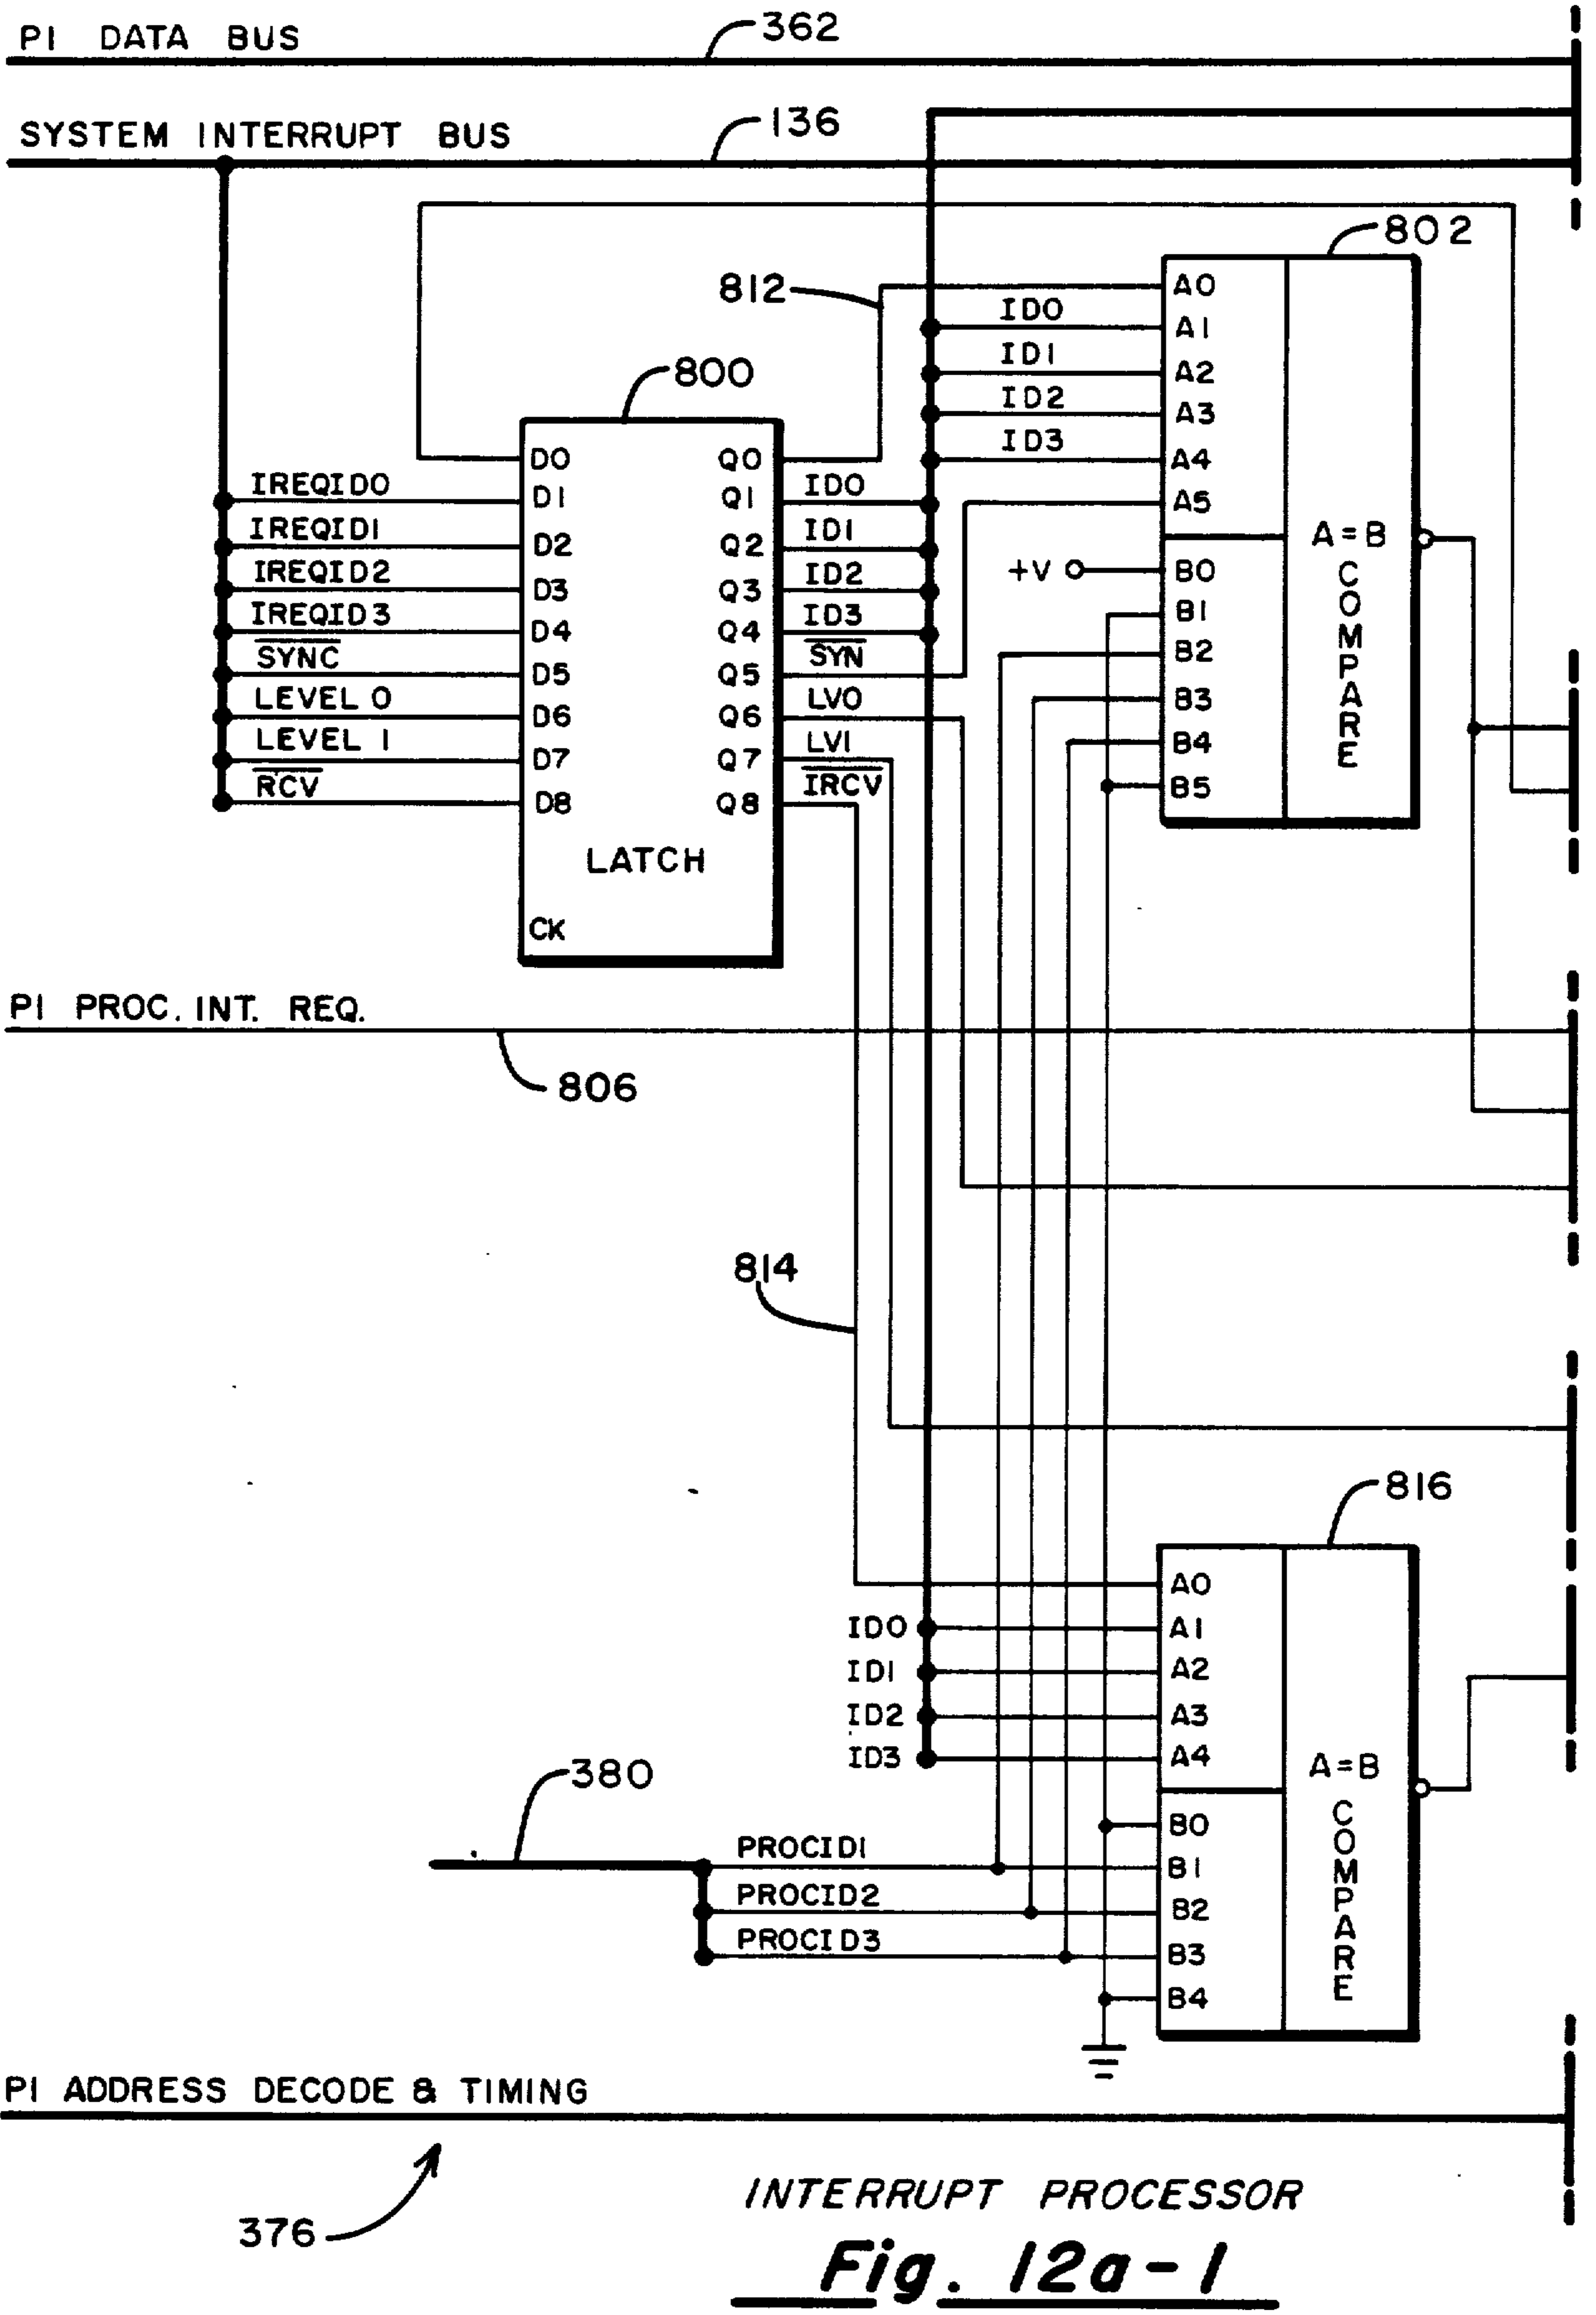 PI DATA BUS
362
SYSTEM INTERRUPT BUS
136
802
812
A0
ID0
A1
ID1
A2
ID2
A3
ID3
A4
A5
800
D0
Q0
IREQID0
D1
Q1
ID0
IREQID1
D2
Q2
ID1
IREQID2
D3
Q3
ID2
IREQID3
D4
Q4
ID3
SYNC
D5
Q5
SYN
LEVEL 0
D6
Q6
LV0
LEVEL 1
D7
Q7
LV1
RCV
D8
Q8
IRCV
LATCH
CK
+V
B0
B1
B2
B3
B4
B5
A=B
COMPARE
PI PROC. INT. REQ.
806
814
816
A0
ID0
A1
ID1
A2
ID2
A3
ID3
A4
A=B
COMPARE
380
B0
PROCID1
B1
PROCID2
B2
PROCID3
B3
B4
PI ADDRESS DECODE & TIMING
376
INTERRUPT PROCESSOR
Fig. 12a-1